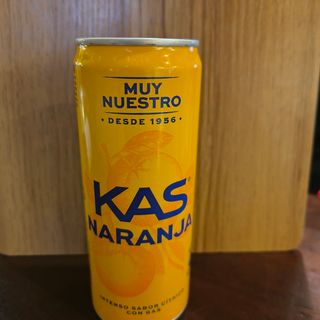 MUY
NUESTRO
• DESDE 1956 •
KAS
NARANJA
INTENSO SABOR CÍTRICO
CON GAS